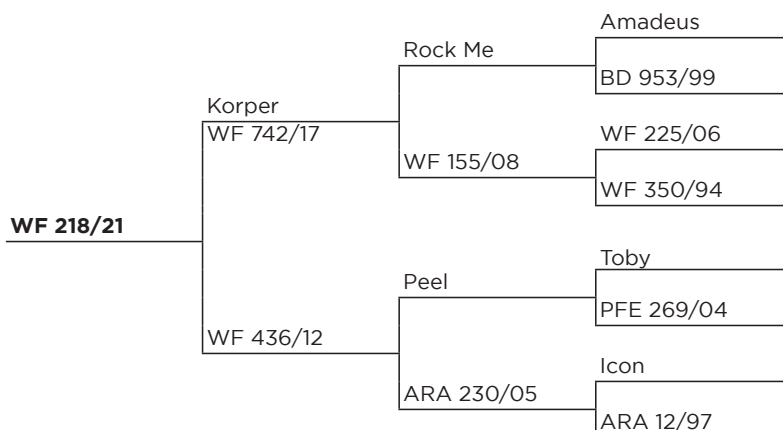 Amadeus
Rock Me
BD 953/99
Korper
WF 742/17
WF 225/06
WF 155/08
WF 350/94
WF 218/21
Toby
Peel
PFE 269/04
WF 436/12
Icon
ARA 230/05
ARA 12/97